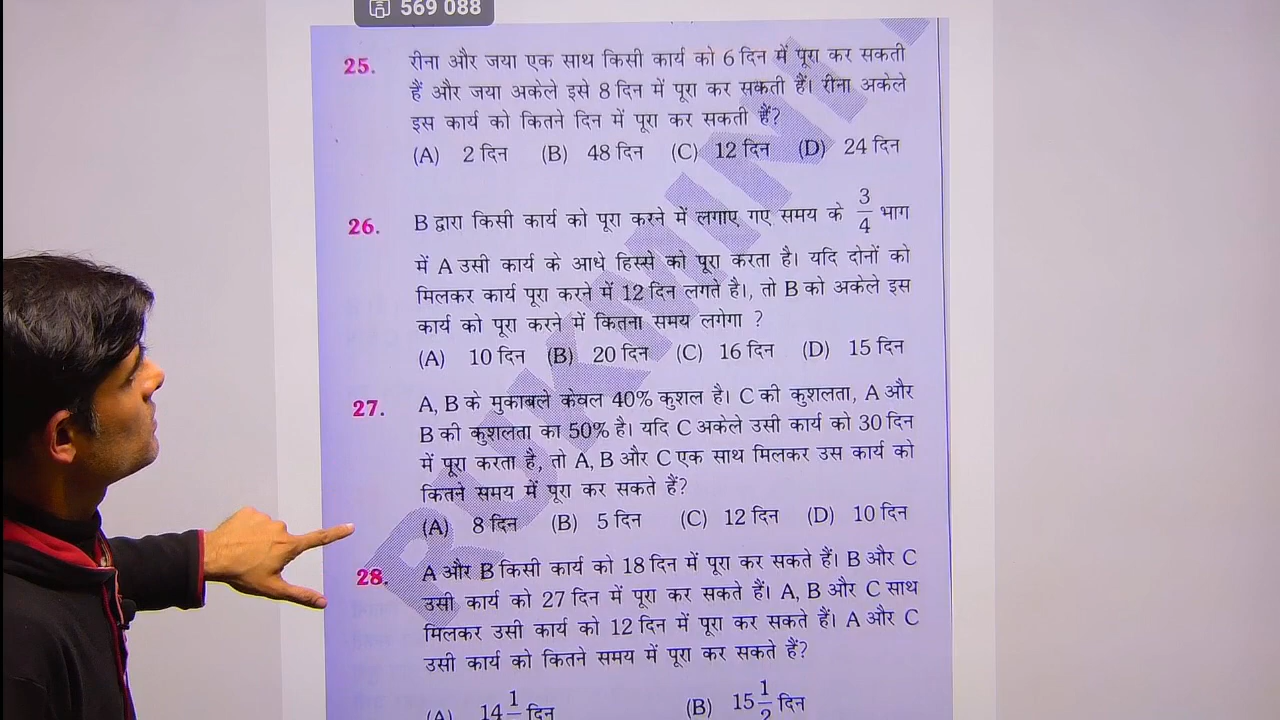 569 088
25. रीना और जया एक साथ किसी कार्य को 6 दिन में पूरा कर सकती
हैं और जया अकेले इसे 8 दिन में पूरा कर सकती हैं। रीना अकेले
इस कार्य को कितने दिन में पूरा कर सकती हैं?
(A) 2 दिन (B) 48 दिन (C) 12 दिन (D) 24 दिन
26. B द्वारा किसी कार्य को पूरा करने में लगाए गए समय के 3/4 भाग
में A उसी कार्य के आधे हिस्से को पूरा करता है। यदि दोनों को
मिलकर कार्य पूरा करने में 12 दिन लगते है।, तो B को अकेले इस
कार्य को पूरा करने में कितना समय लगेगा ?
(A) 10 दिन (B) 20 दिन (C) 16 दिन (D) 15 दिन
27. A, B के मुकाबले केवल 40% कुशल है। C की कुशलता, A और
B की कुशलता का 50% है। यदि C अकेले उसी कार्य को 30 दिन
में पूरा करता है, तो A, B और C एक साथ मिलकर उस कार्य को
कितने समय में पूरा कर सकते हैं?
(A) 8 दिन (B) 5 दिन (C) 12 दिन (D) 10 दिन
28. A और B किसी कार्य को 18 दिन में पूरा कर सकते हैं। B और C
उसी कार्य को 27 दिन में पूरा कर सकते हैं। A, B और C साथ
मिलकर उसी कार्य को 12 दिन में पूरा कर सकते हैं। A और C
उसी कार्य को कितने समय में पूरा कर सकते हैं?
(A) 14 1 दिन (B) 15 1/2 दिन